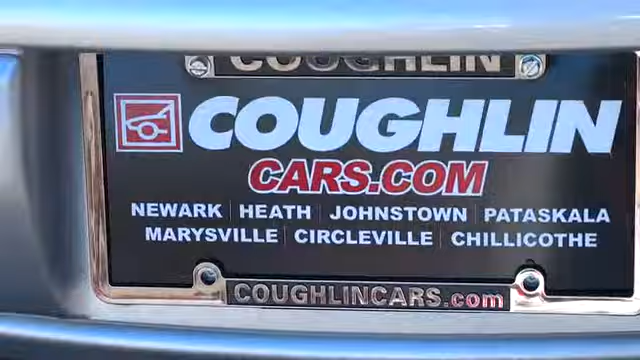 COUGHLIN
COUGHLIN
CARS.COM
NEWARK | HEATH | JOHNSTOWN | PATASKALA
MARYSVILLE | CIRCLEVILLE | CHILLICOTHE
COUGHLINCARS.com